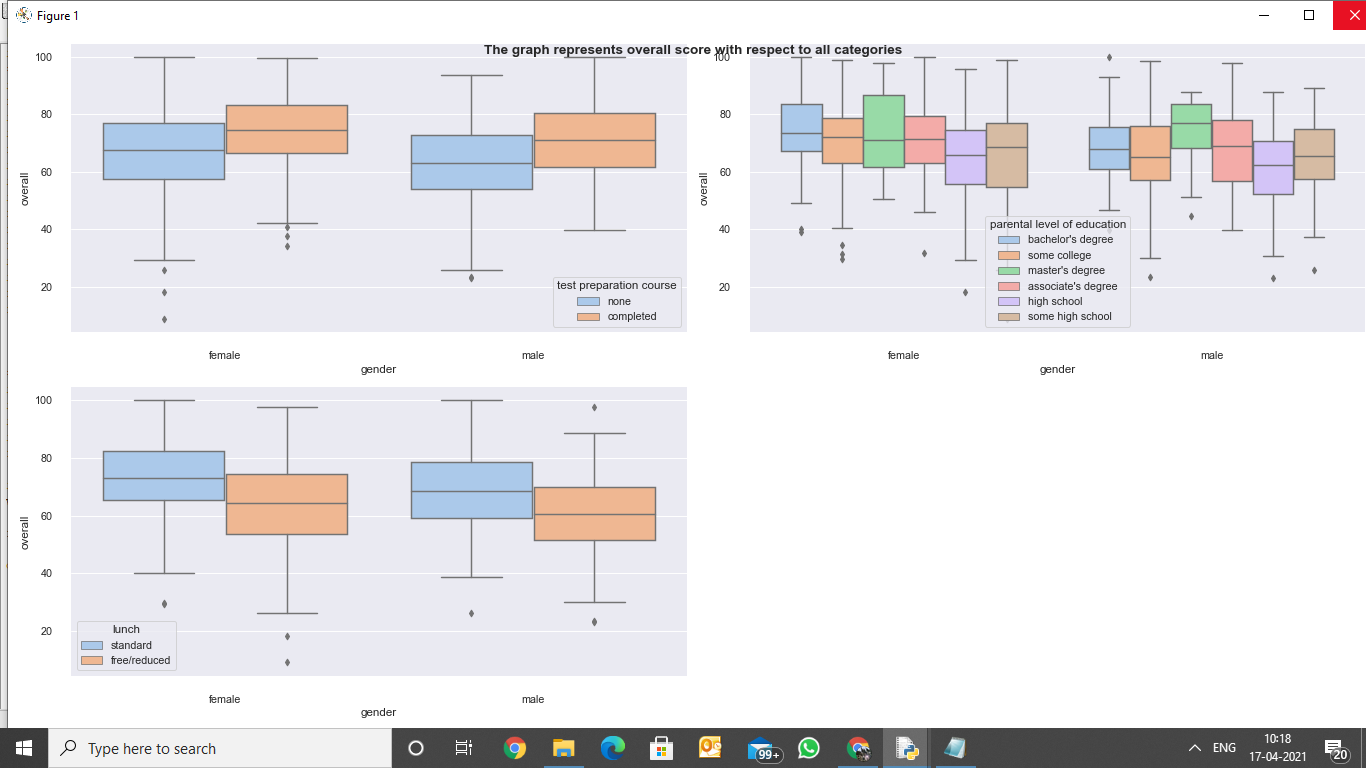 Figure 1
The graph represents overall score with respect to all categories
100
80
60
40
20
overall
test preparation course
none
completed
female
male
gender
100
80
60
40
20
overall
parental level of education
bachelor's degree
some college
master's degree
associate's degree
high school
some high school
female
male
gender
100
80
60
40
20
overall
lunch
standard
free/reduced
female
male
gender
Type here to search
99+
ENG
10:18
17-04-2021
20